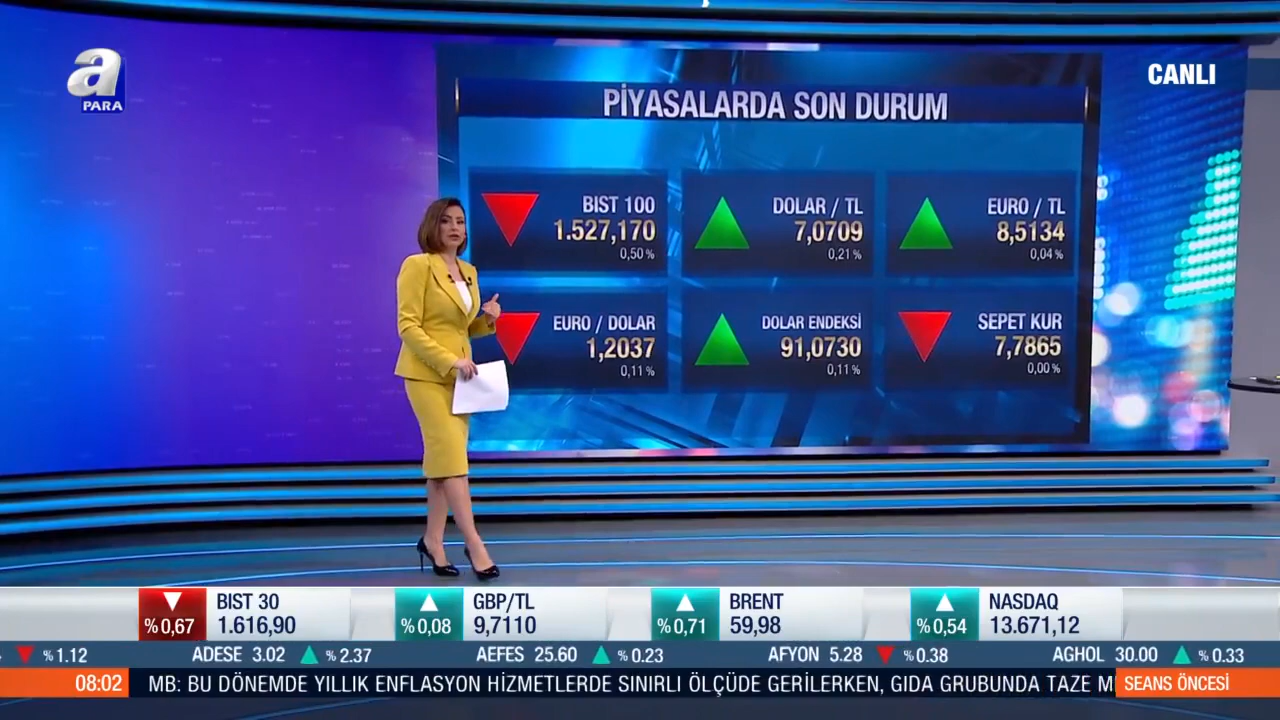 a
PARA
CANLI
PİYASALARDA SON DURUM
BIST 100
1.527,170
0,50 %
DOLAR / TL
7,0709
0,21 %
EURO / TL
8,5134
0,04 %
EURO / DOLAR
1,2037
0,11 %
DOLAR ENDEKSİ
91,0730
0,11 %
SEPET KUR
7,7865
0,00 %
% 0,67 BIST 30
1.616,90
% 0,08 GBP/TL
9,7110
% 0,71 BRENT
59,98
% 0,54 NASDAQ
13.671,12
% 1.12 ADESE 3.02 % 2.37 AEFES 25.60 % 0.23 AFYON 5.28 % 0.38 AGHOL 30.00 % 0.33
08:02 MB: BU DÖNEMDE YILLIK ENFLASYON HİZMETLERDE SINIRLI ÖLÇÜDE GERİLERKEN, GIDA GRUBUNDA TAZE SEANS ÖNCESİ